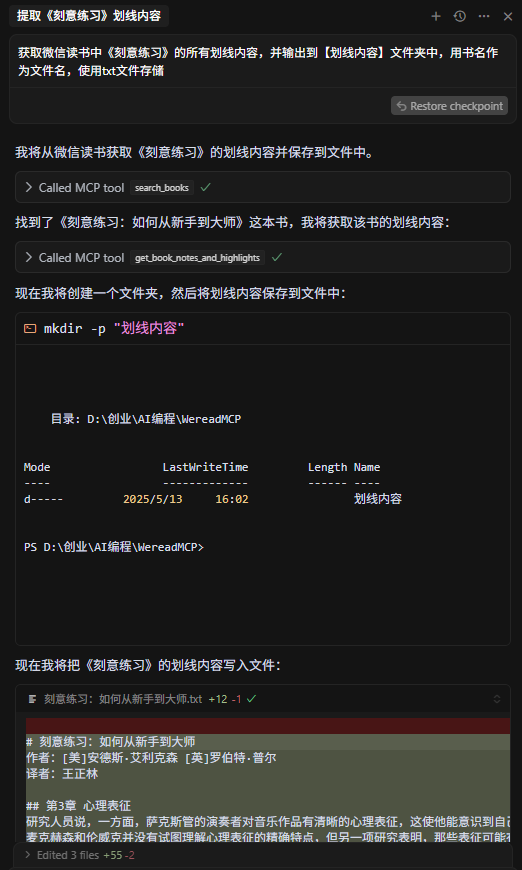 提取《刻意练习》划线内容
获取微信读书中《刻意练习》的所有划线内容，并输出到【划线内容】文件夹中，用书名作
为文件名，使用txt文件存储
Restore checkpoint
我将从微信读书获取《刻意练习》的划线内容并保存到文件中。
Called MCP tool search_books
找到了《刻意练习：如何从新手到大师》这本书，我将获取该书的划线内容：
Called MCP tool get_book_notes_and_highlights
现在我将创建一个文件夹，然后将划线内容保存到文件中：
mkdir -p "划线内容"
目录: D:\创业\AI编程\WereadMCP
Mode LastWriteTime Length Name
---- ------------- ------ ----
d----- 2025/5/13 16:02 划线内容
PS D:\创业\AI编程\WereadMCP>
现在我将把《刻意练习》的划线内容写入文件：
刻意练习：如何从新手到大师.txt +12 -1
# 刻意练习：如何从新手到大师
作者：[美]安德斯·艾利克森 [英]罗伯特·普尔
译者：王正林
## 第3章 心理表征
研究人员说，一方面，萨克斯管的演奏者对音乐作品有清晰的心理表征，这使他能意识到自
麦克赫森和伦威克并没有试图理解心理表征的精确特点，但另一项研究表明，那些表征可能
Edited 3 files +55 -2